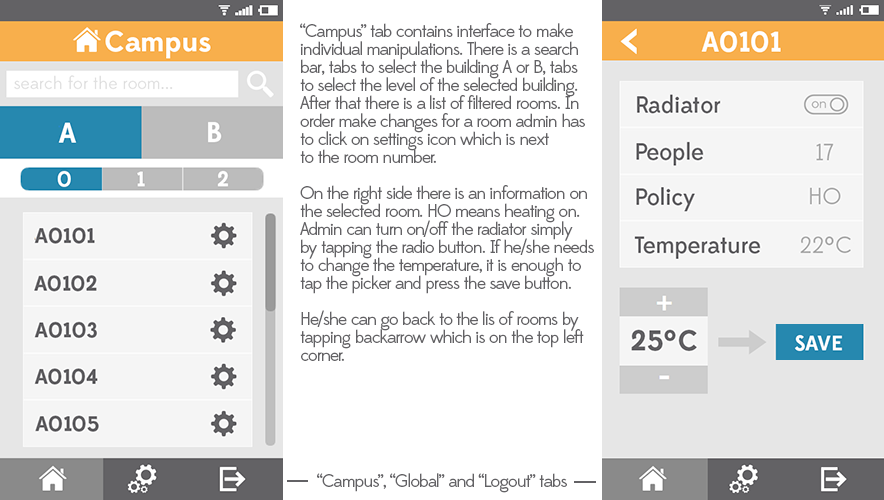 Campus
search for the room...
A B
0 1 2
A0101
A0102
A0103
A0104
A0105
“Campus” tab contains interface to make
individual manipulations. There is a search
bar, tabs to select the building A or B, tabs
to select the level of the selected building.
After that there is a list of filtered rooms. In
order make changes for a room admin has
to click on settings icon which is next
to the room number.
On the right side there is an information on
the selected room. HO means heating on.
Admin can turn on/off the radiator simply
by tapping the radio button. If he/she needs
to change the temperature, it is enough to
tap the picker and press the save button.
He/she can go back to the lis of rooms by
tapping backarrow which is on the top left
corner.
“Campus”, “Global” and “Logout” tabs
A0101
Radiator on
People 17
Policy HO
Temperature 22°C
+
25°C
-
SAVE